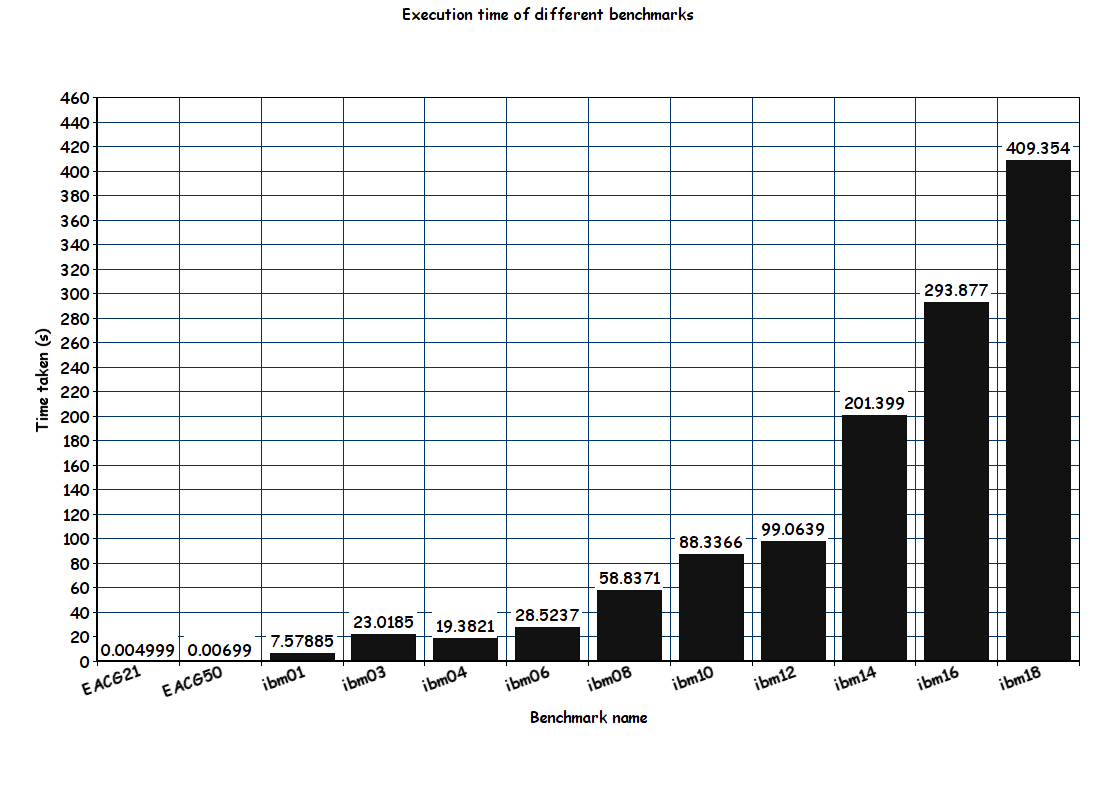 Execution time of different benchmarks
460
440
420
400
380
360
340
320
300
280
260
240
220
200
180
160
140
120
100
80
60
40
20
0
Time taken (s)
0.004999
0.00699
7.57885
23.0185
19.3821
28.5237
58.8371
88.3366
99.0639
201.399
293.877
409.354
EACG21
EACG50
ibm01
ibm03
ibm04
ibm06
ibm08
ibm10
ibm12
ibm14
ibm16
ibm18
Benchmark name